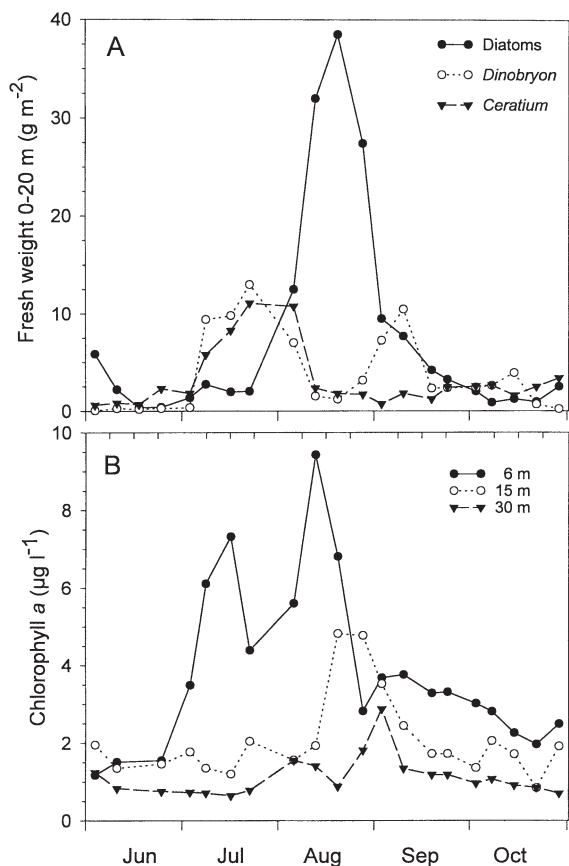 A
Diatoms
Dinobryon
Ceratium
Fresh weight 0-20 m (g m⁻²)
40
30
20
10
0
B
6 m
15 m
30 m
Chlorophyll a (µg l⁻¹)
10
8
6
4
2
0
Jun Jul Aug Sep Oct